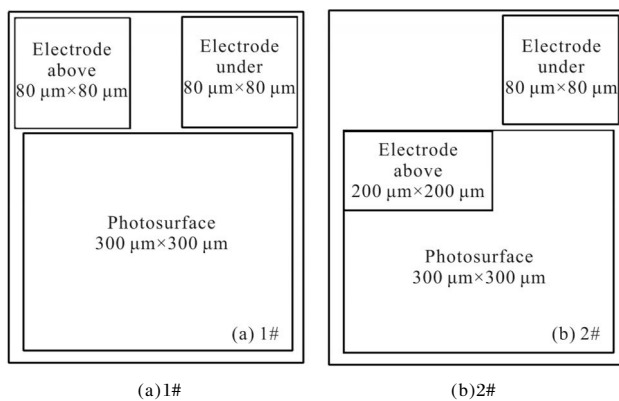 Electrode
above
80 μm×80 μm
Electrode
under
80 μm×80 μm
Photosurface
300 μm×300 μm
(a) 1#
Electrode
under
80 μm×80 μm
Electrode
above
200 μm×200 μm
Photosurface
300 μm×300 μm
(b) 2#
(a)1#
(b)2#